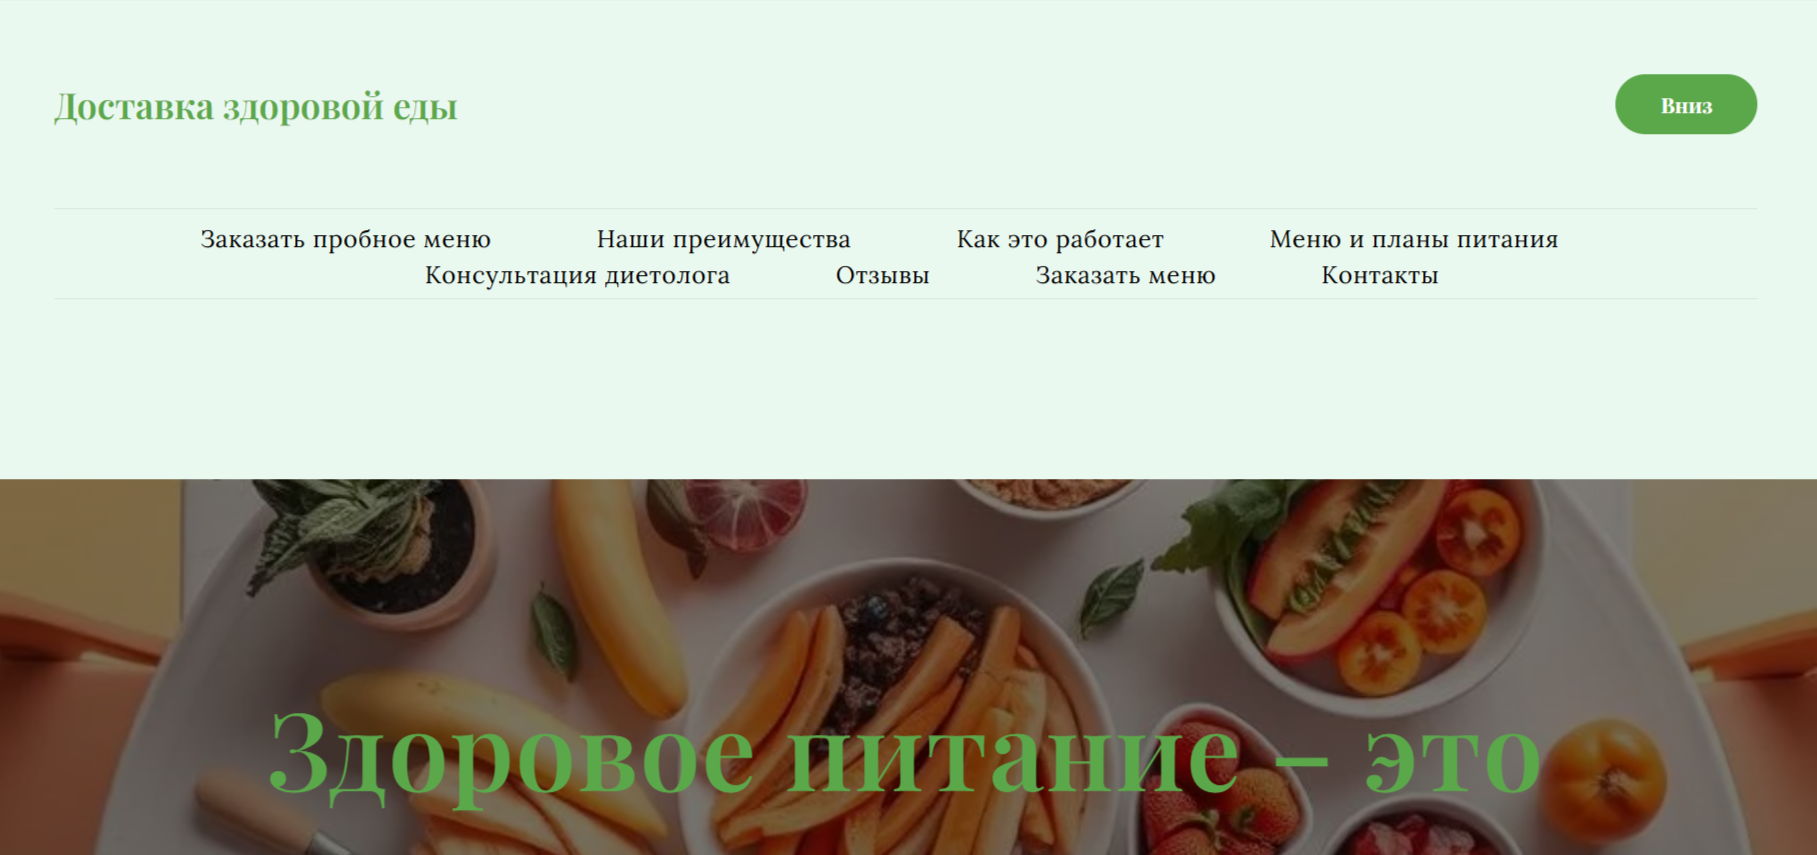 Доставка здоровой еды
Вниз
Заказать пробное меню Наши преимущества Как это работает Меню и планы питания
Консультация диетолога Отзывы Заказать меню Контакты
Здоровое питание – это